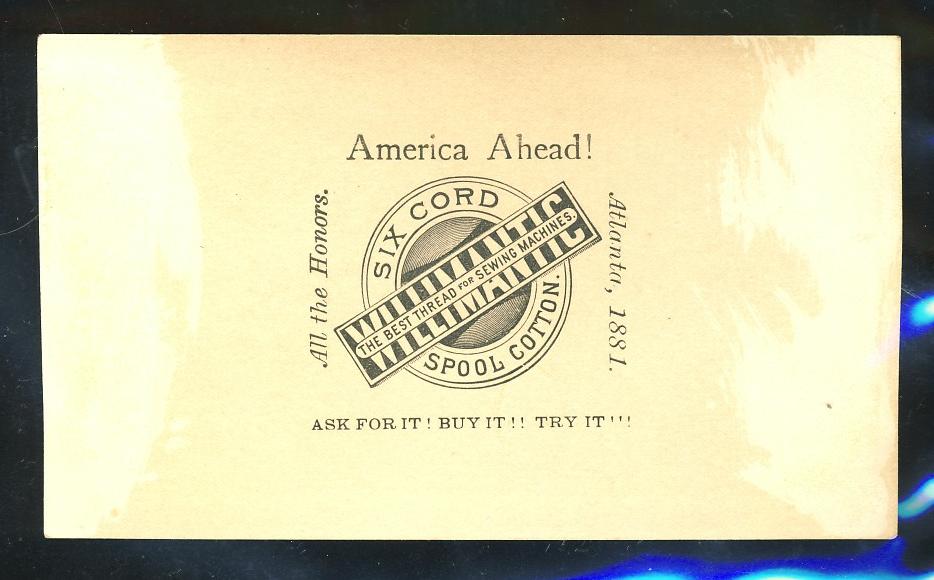 America Ahead!
All the Honors.
SIX CORD
WILLIMANTIC
THE BEST THREAD FOR SEWING MACHINES.
WILLIMANTIC
SPOOL COTTON.
Atlanta, 1881.
ASK FOR IT! BUY IT!! TRY IT!!!